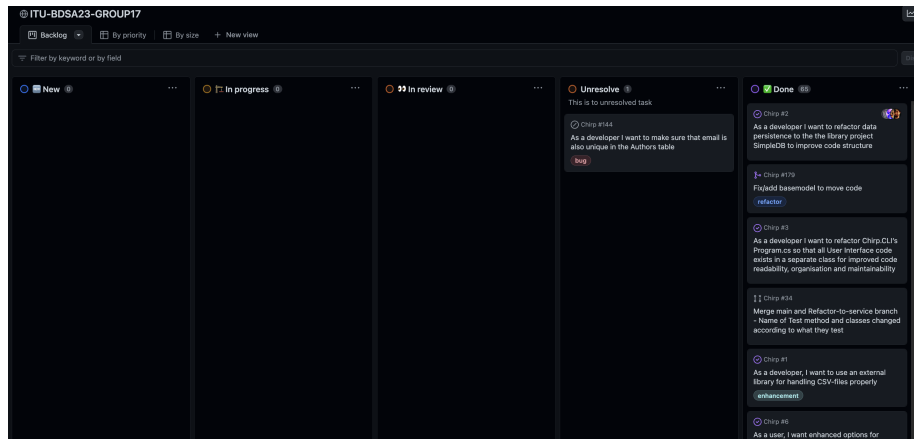 ITU-BDSA23-GROUP17
Backlog
By priority
By size
+ New view
Filter by keyword or by field
New 0
In progress 0
In review 0
Unresolve 1
This is to unresolved task
Chirp #144
As a developer I want to make sure that email is
also unique in the Authors table
bug
Done 65
Chirp #2
As a developer I want to refactor data
persistence to the the library project
SimpleDB to improve code structure
Chirp #179
Fix/add basemodel to move code
refactor
Chirp #3
As a developer I want to refactor Chirp.CLI's
Program.cs so that all User Interface code
exists in a separate class for improved code
readability, organisation and maintainability
Chirp #34
Merge main and Refactor-to-service branch
- Name of Test method and classes changed
according to what they test
Chirp #1
As a developer, I want to use an external
library for handling CSV-files properly
enhancement
Chirp #6
As a user, I want enhanced options for